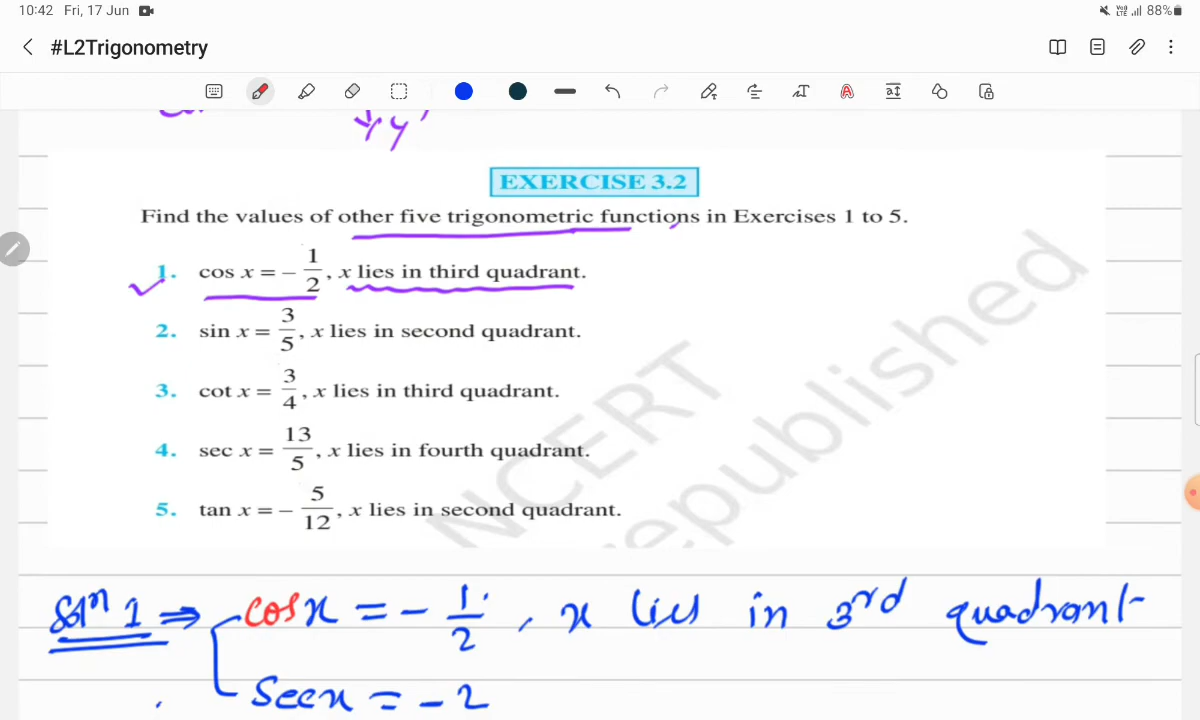 10:42 Fri, 17 Jun 88%
#L2Trigonometry
EXERCISE 3.2
Find the values of other five trigonometric functions in Exercises 1 to 5.
1. cos x = – 1/2, x lies in third quadrant.
2. sin x = 3/5, x lies in second quadrant.
3. cot x = 3/4, x lies in third quadrant.
4. sec x = 13/5, x lies in fourth quadrant.
5. tan x = – 5/12, x lies in second quadrant.
NCERT
republished
Solⁿ 1 ⇒ cos x = - 1/2, x lies in 3rd quadrant
Sec x = -2